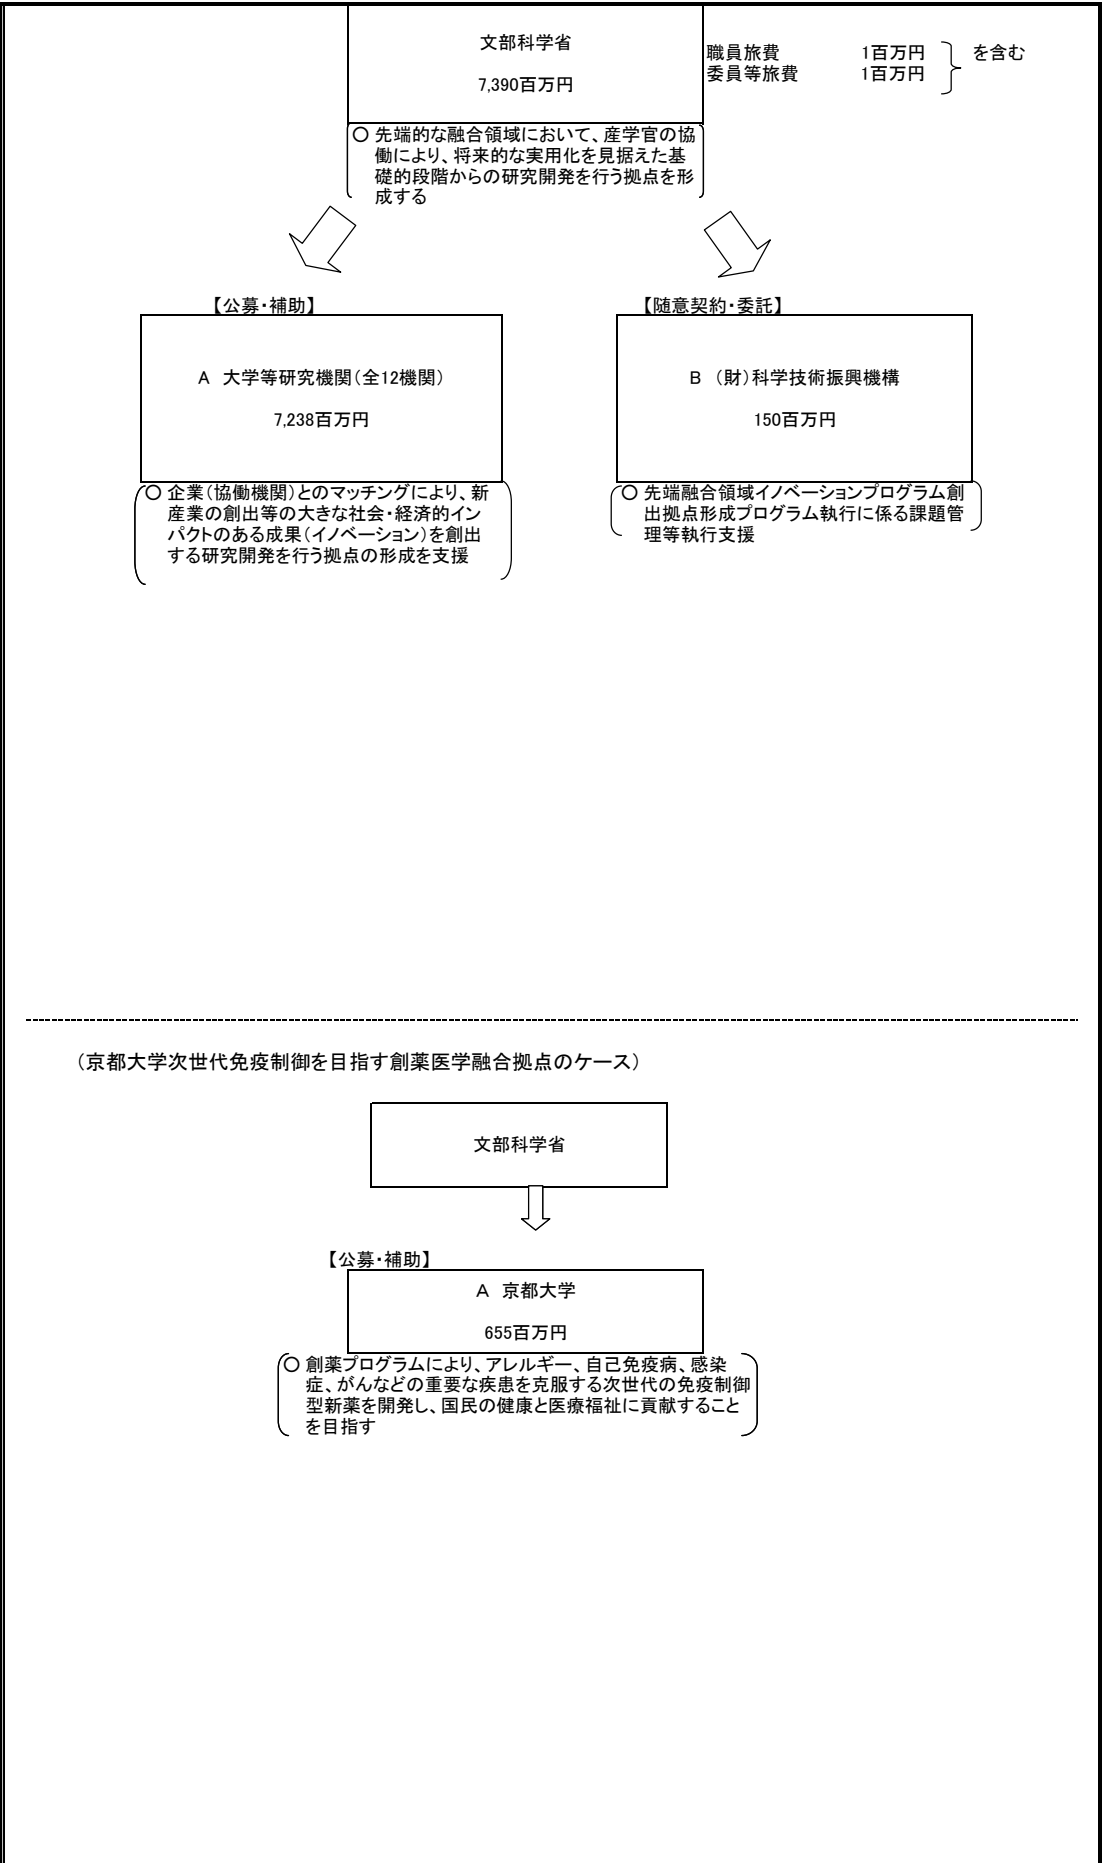 文部科学省
7,390百万円
職員旅費 1百万円
委員等旅費 1百万円
を含む
〇 先端的な融合領域において、産学官の協
働により、将来的な実用化を見据えた基
礎的段階からの研究開発を行う拠点を形
成する
【公募・補助】
A 大学等研究機関(全12機関)
7,238百万円
〇 企業(協働機関)とのマッチングにより、新
産業の創出等の大きな社会・経済的イン
パクトのある成果(イノベーション)を創出
する研究開発を行う拠点の形成を支援
【随意契約・委託】
B (財)科学技術振興機構
150百万円
〇 先端融合領域イノベーションプログラム創
出拠点形成プログラム執行に係る課題管
理等執行支援
(京都大学次世代免疫制御を目指す創薬医学融合拠点のケース)
文部科学省
【公募・補助】
A 京都大学
655百万円
〇 創薬プログラムにより、アレルギー、自己免疫病、感染
症、がんなどの重要な疾患を克服する次世代の免疫制御
型新薬を開発し、国民の健康と医療福祉に貢献すること
を目指す